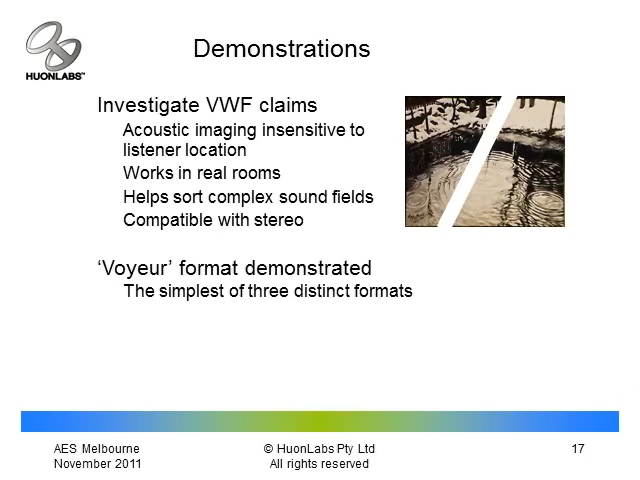 HUONLABS™
Demonstrations
Investigate VWF claims
Acoustic imaging insensitive to
listener location
Works in real rooms
Helps sort complex sound fields
Compatible with stereo
‘Voyeur’ format demonstrated
The simplest of three distinct formats
AES Melbourne
November 2011
© HuonLabs Pty Ltd
All rights reserved
17